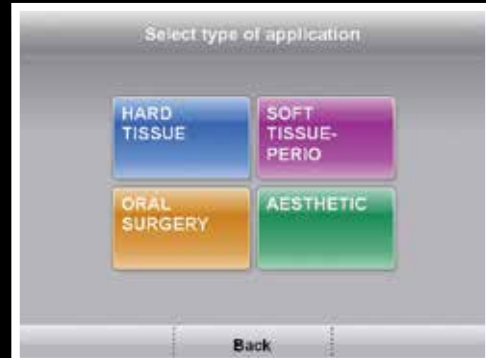 Select type of application
HARD
TISSUE
SOFT
TISSUE-
PERIO
ORAL
SURGERY
AESTHETIC
Back